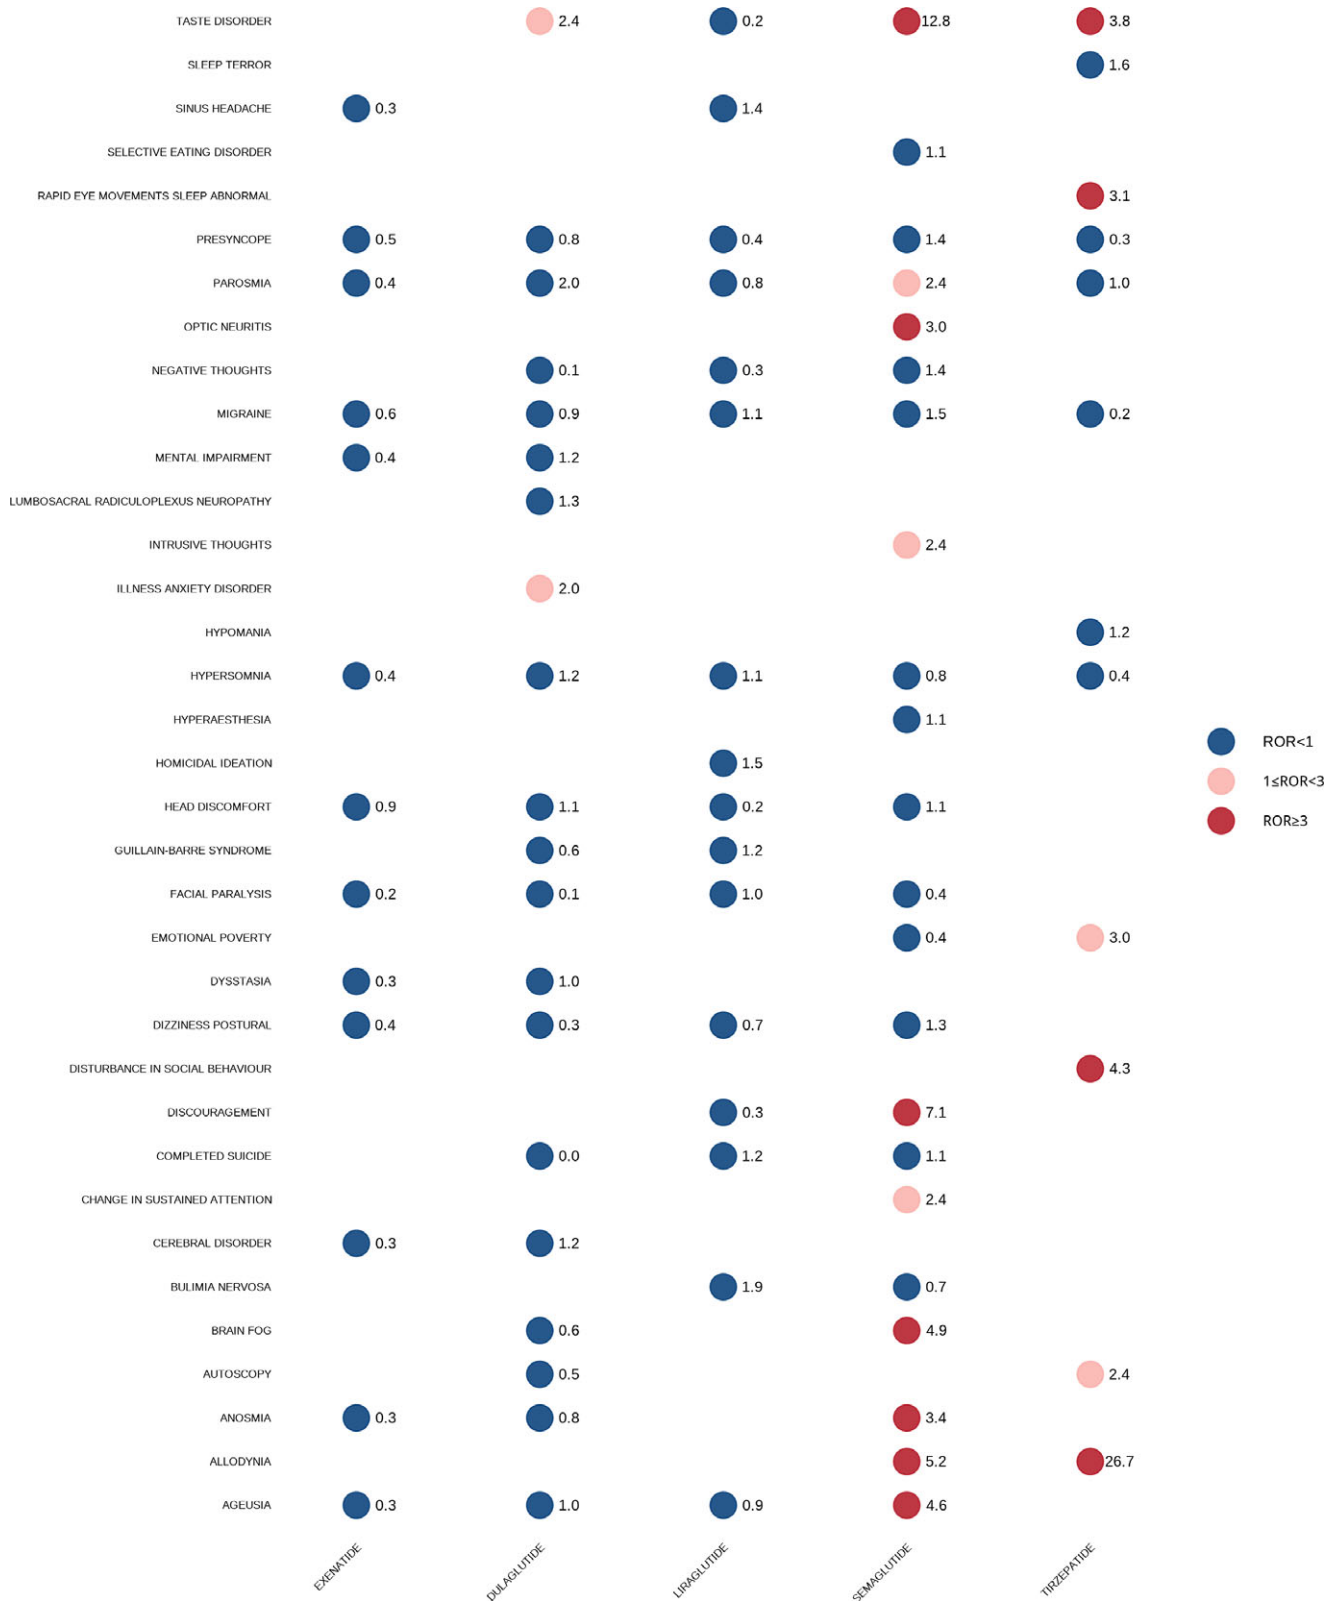 TASTE DISORDER 2.4 0.2 12.8 3.8
SLEEP TERROR 1.6
SINUS HEADACHE 0.3 1.4
SELECTIVE EATING DISORDER 1.1
RAPID EYE MOVEMENTS SLEEP ABNORMAL 3.1
PRESYNCOPE 0.5 0.8 0.4 1.4 0.3
PAROSMIA 0.4 2.0 0.8 2.4 1.0
OPTIC NEURITIS 3.0
NEGATIVE THOUGHTS 0.1 0.3 1.4
MIGRAINE 0.6 0.9 1.1 1.5 0.2
MENTAL IMPAIRMENT 0.4 1.2
LUMBOSACRAL RADICULOPLEXUS NEUROPATHY 1.3
INTRUSIVE THOUGHTS 2.4
ILLNESS ANXIETY DISORDER 2.0
HYPOMANIA 1.2
HYPERSOMNIA 0.4 1.2 1.1 0.8 0.4
HYPERAESTHESIA 1.1
HOMICIDAL IDEATION 1.5
HEAD DISCOMFORT 0.9 1.1 0.2 1.1
GUILLAIN-BARRE SYNDROME 0.6 1.2
FACIAL PARALYSIS 0.2 0.1 1.0 0.4
EMOTIONAL POVERTY 0.4 3.0
DYSSTASIA 0.3 1.0
DIZZINESS POSTURAL 0.4 0.3 0.7 1.3
DISTURBANCE IN SOCIAL BEHAVIOUR 4.3
DISCOURAGEMENT 0.3 7.1
COMPLETED SUICIDE 0.0 1.2 1.1
CHANGE IN SUSTAINED ATTENTION 2.4
CEREBRAL DISORDER 0.3 1.2
BULIMIA NERVOSA 1.9 0.7
BRAIN FOG 0.6 4.9
AUTOSCOPY 0.5 2.4
ANOSMIA 0.3 0.8 3.4
ALLODYNIA 5.2 26.7
AGEUSIA 0.3 1.0 0.9 4.6
EXENATIDE DULAGLUTIDE LIRAGLUTIDE SEMAGLUTIDE TIRZEPATIDE
ROR<1
1≤ROR<3
ROR≥3